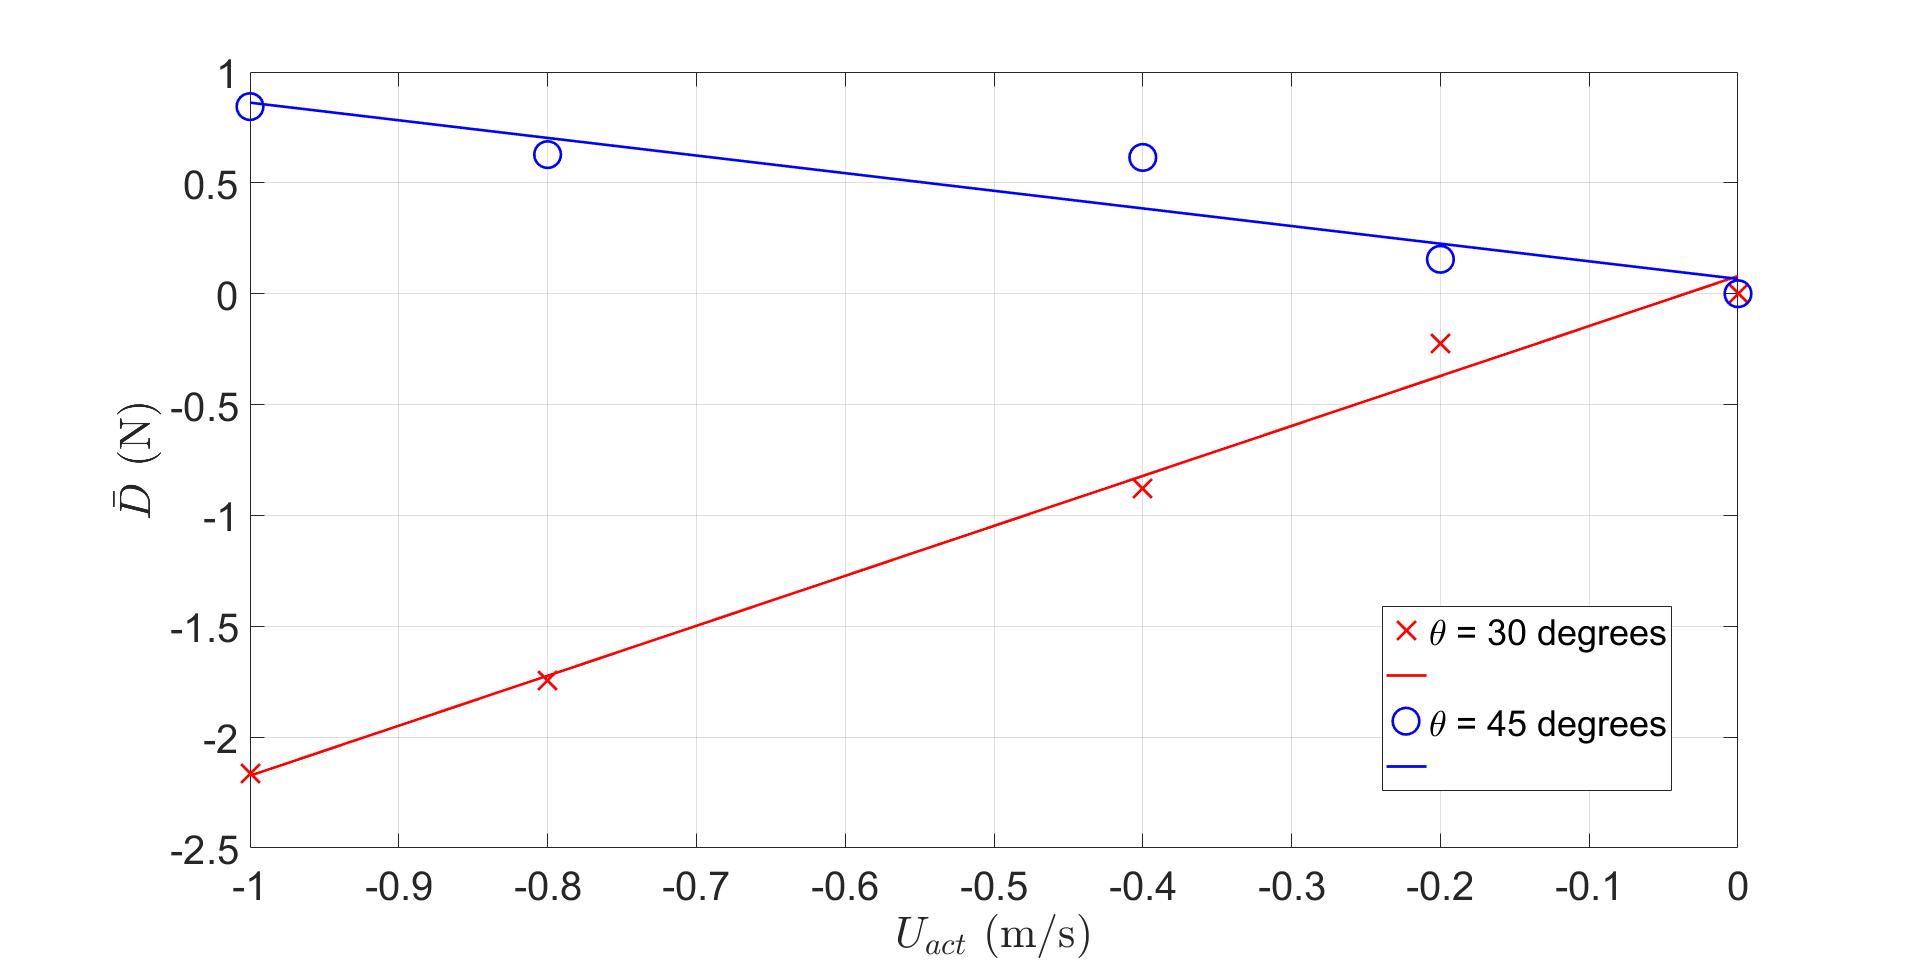 1
0.5
0
-0.5
-1
-1.5
-2
-2.5
D̄ (N)
θ = 30 degrees
θ = 45 degrees
-1 -0.9 -0.8 -0.7 -0.6 -0.5 -0.4 -0.3 -0.2 -0.1 0
U_act (m/s)